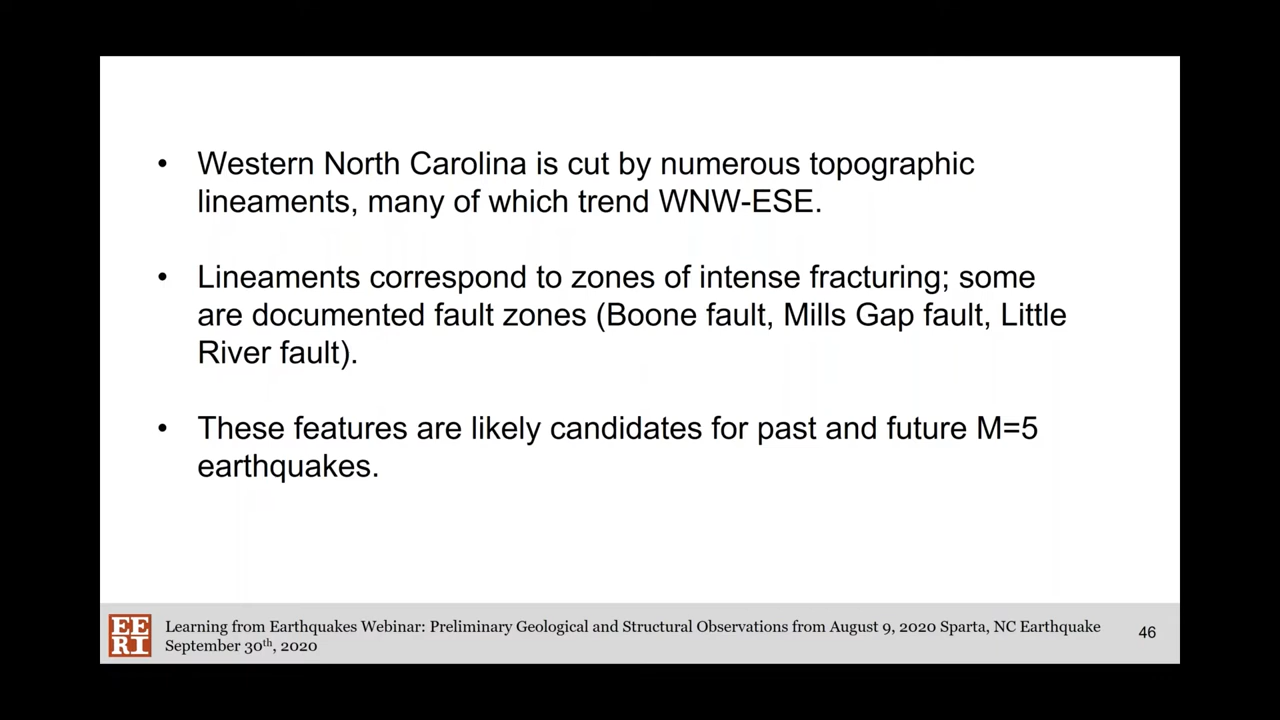 • Western North Carolina is cut by numerous topographic
lineaments, many of which trend WNW-ESE.
• Lineaments correspond to zones of intense fracturing; some
are documented fault zones (Boone fault, Mills Gap fault, Little
River fault).
• These features are likely candidates for past and future M=5
earthquakes.
EE
RI
Learning from Earthquakes Webinar: Preliminary Geological and Structural Observations from August 9, 2020 Sparta, NC Earthquake
September 30th, 2020
46